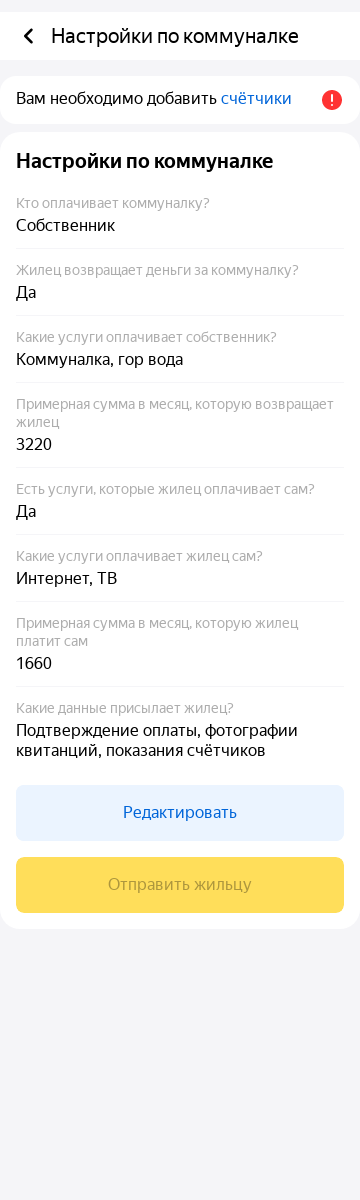 Настройки по коммуналке
Вам необходимо добавить счётчики
Настройки по коммуналке
Кто оплачивает коммуналку?
Собственник
Жилец возвращает деньги за коммуналку?
Да
Какие услуги оплачивает собственник?
Коммуналка, гор вода
Примерная сумма в месяц, которую возвращает
жилец
3220
Есть услуги, которые жилец оплачивает сам?
Да
Какие услуги оплачивает жилец сам?
Интернет, ТВ
Примерная сумма в месяц, которую жилец
платит сам
1660
Какие данные присылает жилец?
Подтверждение оплаты, фотографии
квитанций, показания счётчиков
Редактировать
Отправить жильцу